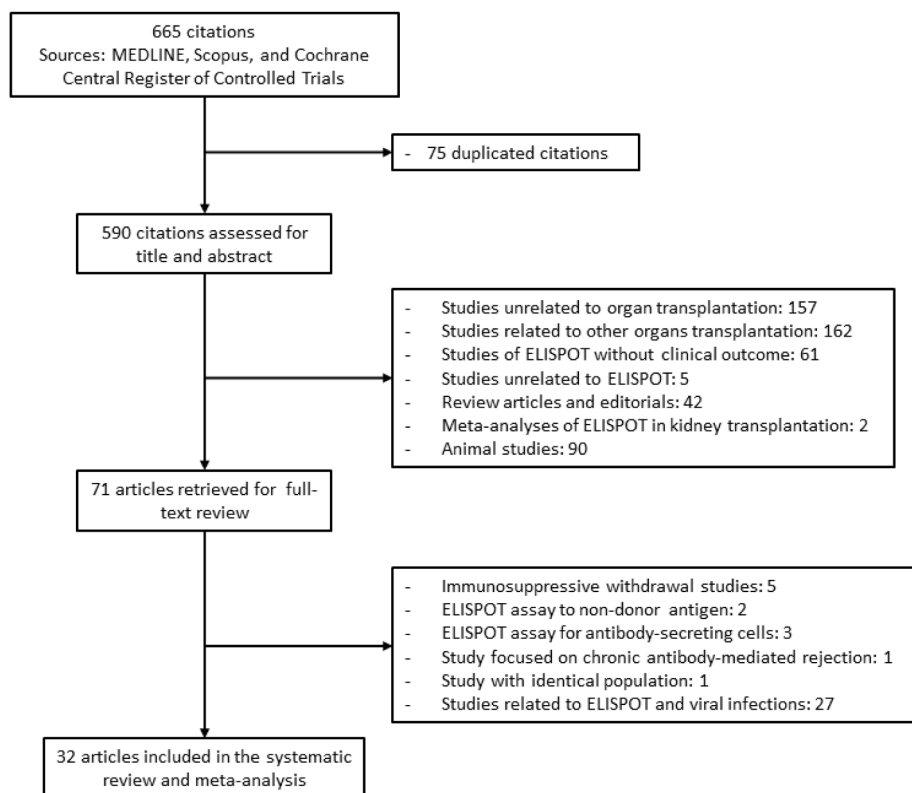 665 citations
Sources: MEDLINE, Scopus, and Cochrane
Central Register of Controlled Trials
- 75 duplicated citations
590 citations assessed for
title and abstract
- Studies unrelated to organ transplantation: 157
- Studies related to other organs transplantation: 162
- Studies of ELISPOT without clinical outcome: 61
- Studies unrelated to ELISPOT: 5
- Review articles and editorials: 42
- Meta-analyses of ELISPOT in kidney transplantation: 2
- Animal studies: 90
71 articles retrieved for full-
text review
- Immunosuppressive withdrawal studies: 5
- ELISPOT assay to non-donor antigen: 2
- ELISPOT assay for antibody-secreting cells: 3
- Study focused on chronic antibody-mediated rejection: 1
- Study with identical population: 1
- Studies related to ELISPOT and viral infections: 27
32 articles included in the systematic
review and meta-analysis